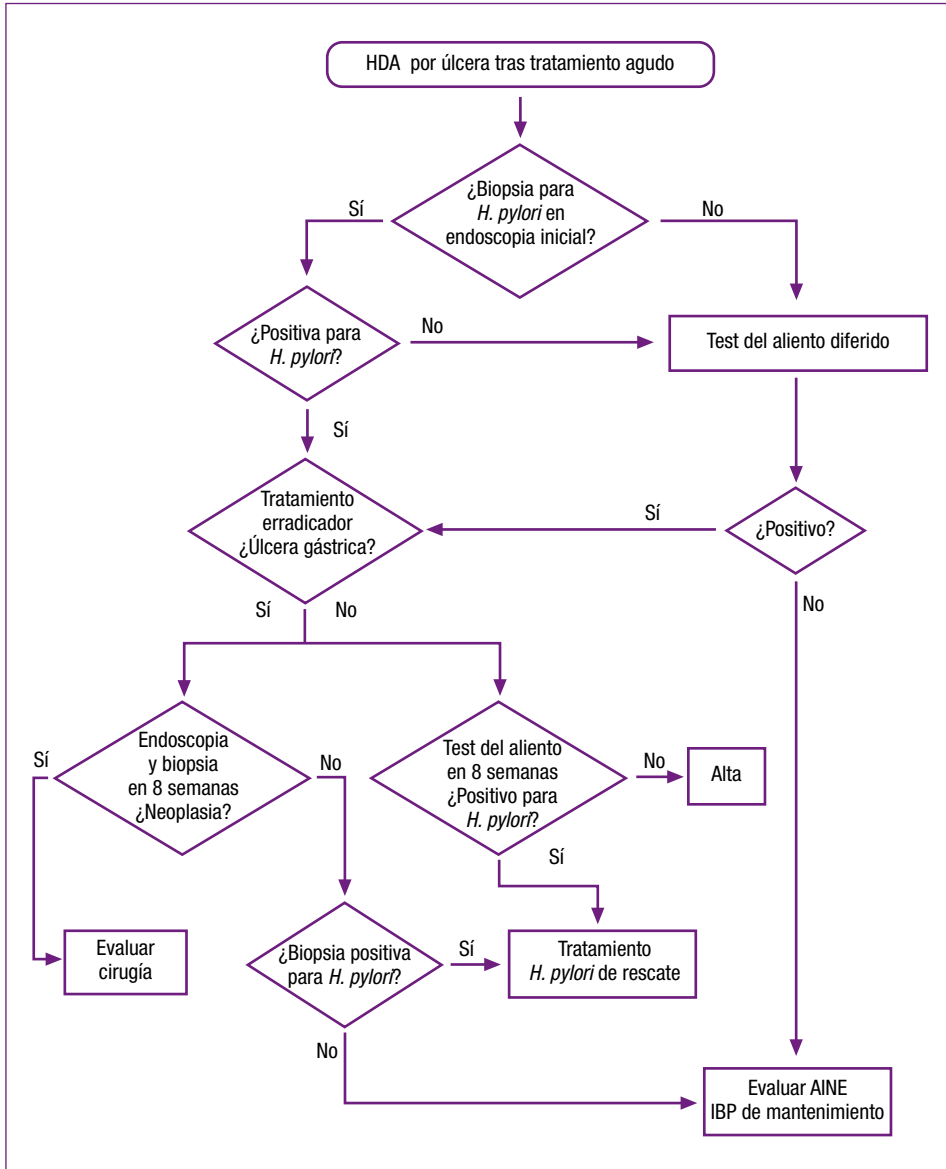 HDA por úlcera tras tratamiento agudo
¿Biopsia para
H. pylori en
endoscopia inicial?
Sí
No
¿Positiva para
H. pylori?
No
Test del aliento diferido
Sí
Tratamiento
erradicador
¿Úlcera gástrica?
Sí
¿Positivo?
No
Sí
No
Endoscopia
y biopsia
en 8 semanas
¿Neoplasia?
Sí
No
Test del aliento
en 8 semanas
¿Positivo para
H. pylori?
No
Alta
Sí
Evaluar
cirugía
¿Biopsia positiva
para H. pylori?
Sí
Tratamiento
H. pylori de rescate
No
Evaluar AINE
IBP de mantenimiento